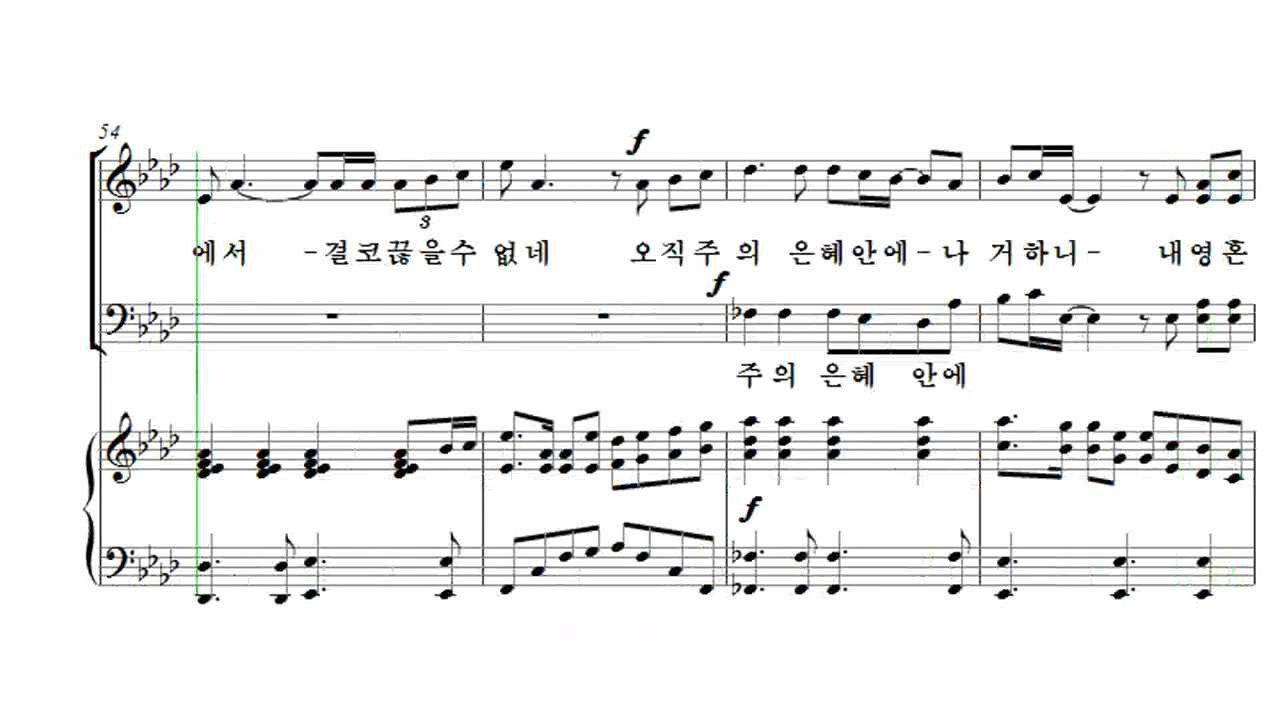 54
3
f
에서 -결코끊을수 없네 오직주 의 은혜안에-나 거하니- 내영혼
f
주의 은혜 안에
f